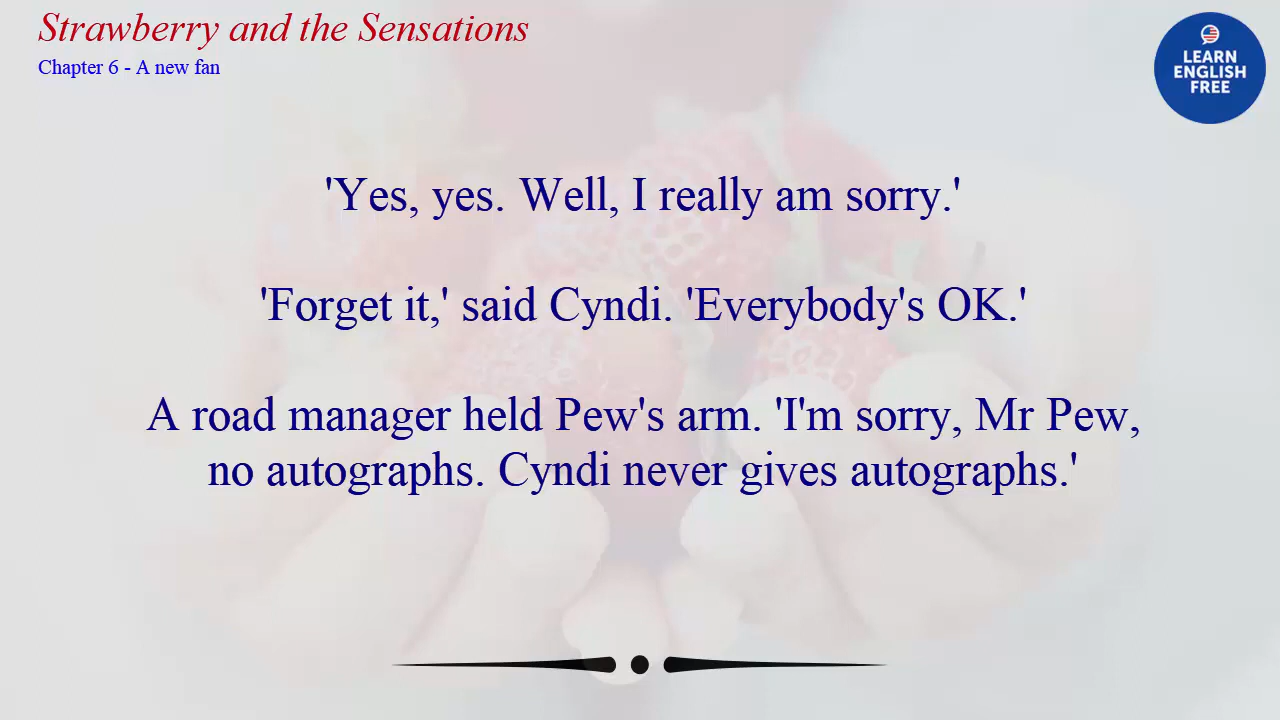 Strawberry and the Sensations
Chapter 6 - A new fan
LEARN
ENGLISH
FREE
'Yes, yes. Well, I really am sorry.'
'Forget it,' said Cyndi. 'Everybody's OK.'
A road manager held Pew's arm. 'I'm sorry, Mr Pew,
no autographs. Cyndi never gives autographs.'